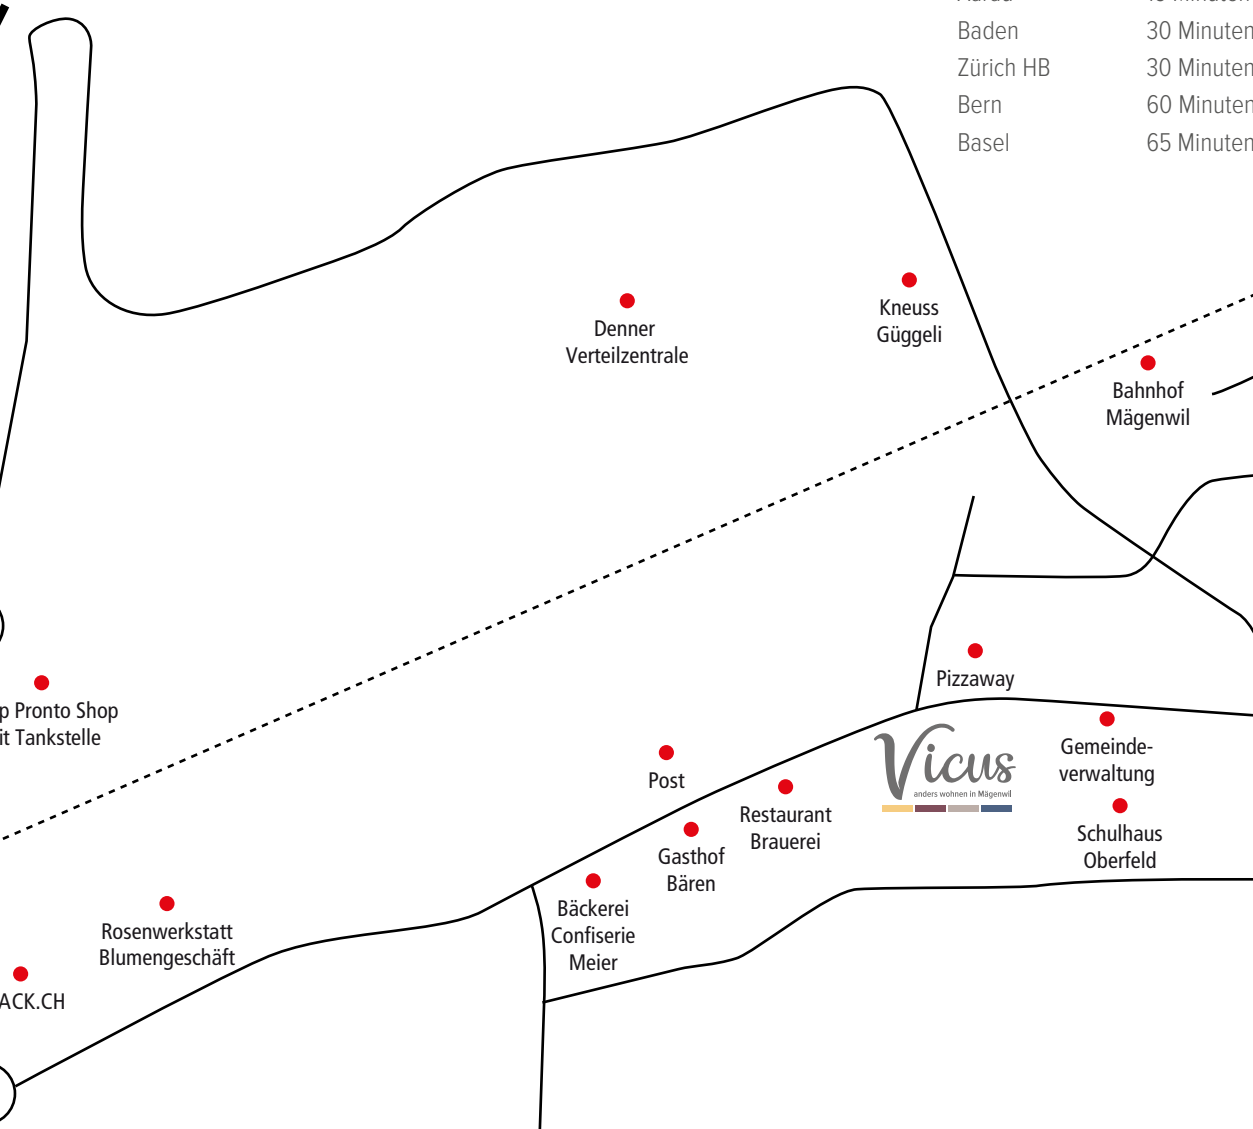 Baden 30 Minuten
Zürich HB 30 Minuten
Bern 60 Minuten
Basel 65 Minuten
Kneuss
Güggeli
Denner
Verteilzentrale
Bahnhof
Mägenwil
Pizzaway
p Pronto Shop
it Tankstelle
Vicus
anders wohnen in Mägenwil
Gemeinde-
verwaltung
Post
Restaurant
Brauerei
Schulhaus
Oberfeld
Gasthof
Bären
Bäckerei
Confiserie
Meier
Rosenwerkstatt
Blumengeschäft
ACK.CH